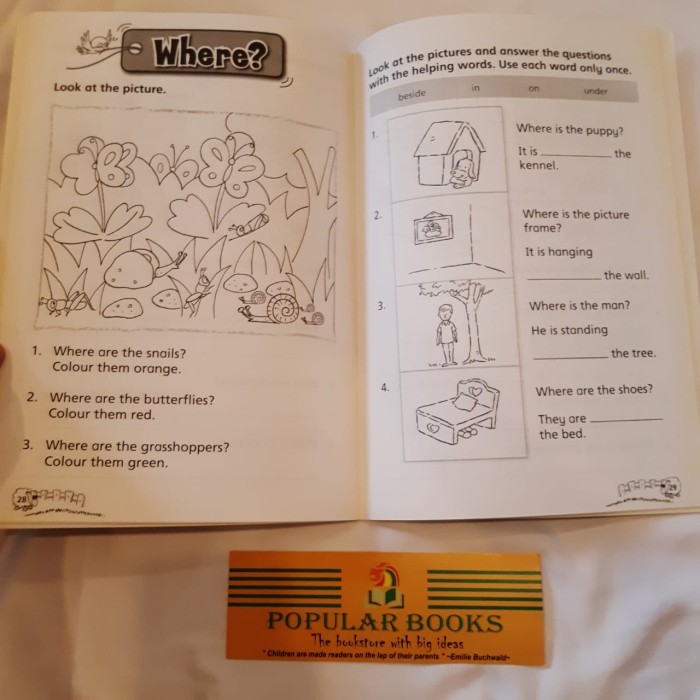 Where?
Look at the picture.
1. Where are the snails?
Colour them orange.
2. Where are the butterflies?
Colour them red.
3. Where are the grasshoppers?
Colour them green.
28
Look at the pictures and answer the questions
with the helping words. Use each word only once.
beside in on under
1.
Where is the puppy?
It is ____________ the
kennel.
2.
Where is the picture
frame?
It is hanging
____________ the wall.
3.
Where is the man?
He is standing
____________ the tree.
4.
Where are the shoes?
They are ____________
the bed.
29
POPULAR BOOKS
The bookstore with big ideas
"Children are made readers on the lap of their parents" -Emilie Buchwald-